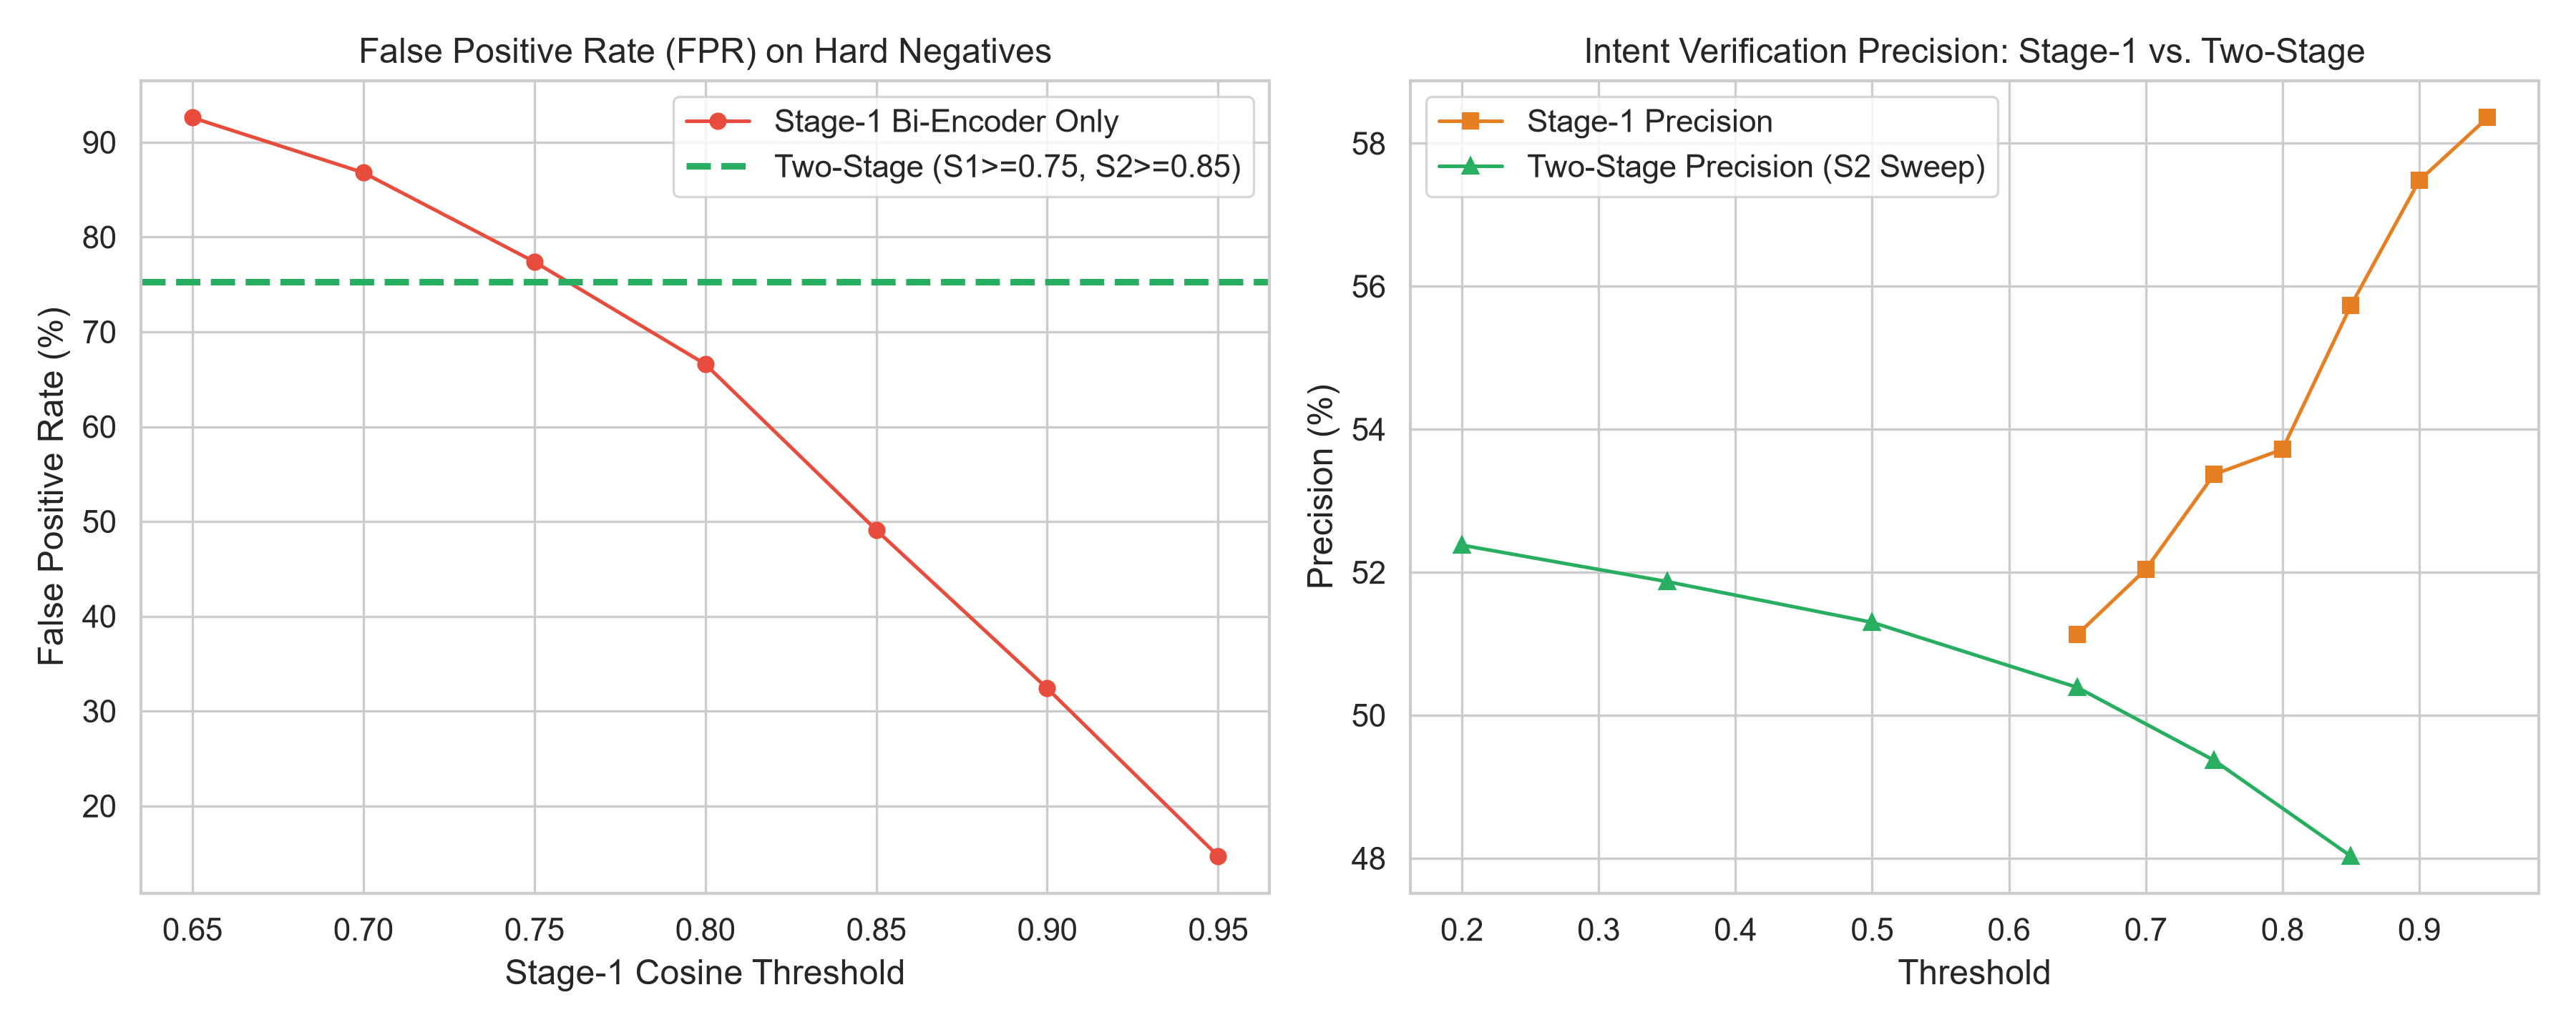 False Positive Rate (FPR) on Hard Negatives
Stage-1 Bi-Encoder Only
Two-Stage (S1>=0.75, S2>=0.85)
False Positive Rate (%)
90
80
70
60
50
40
30
20
0.65 0.70 0.75 0.80 0.85 0.90 0.95
Stage-1 Cosine Threshold
Intent Verification Precision: Stage-1 vs. Two-Stage
Stage-1 Precision
Two-Stage Precision (S2 Sweep)
Precision (%)
58
56
54
52
50
48
0.2 0.3 0.4 0.5 0.6 0.7 0.8 0.9
Threshold